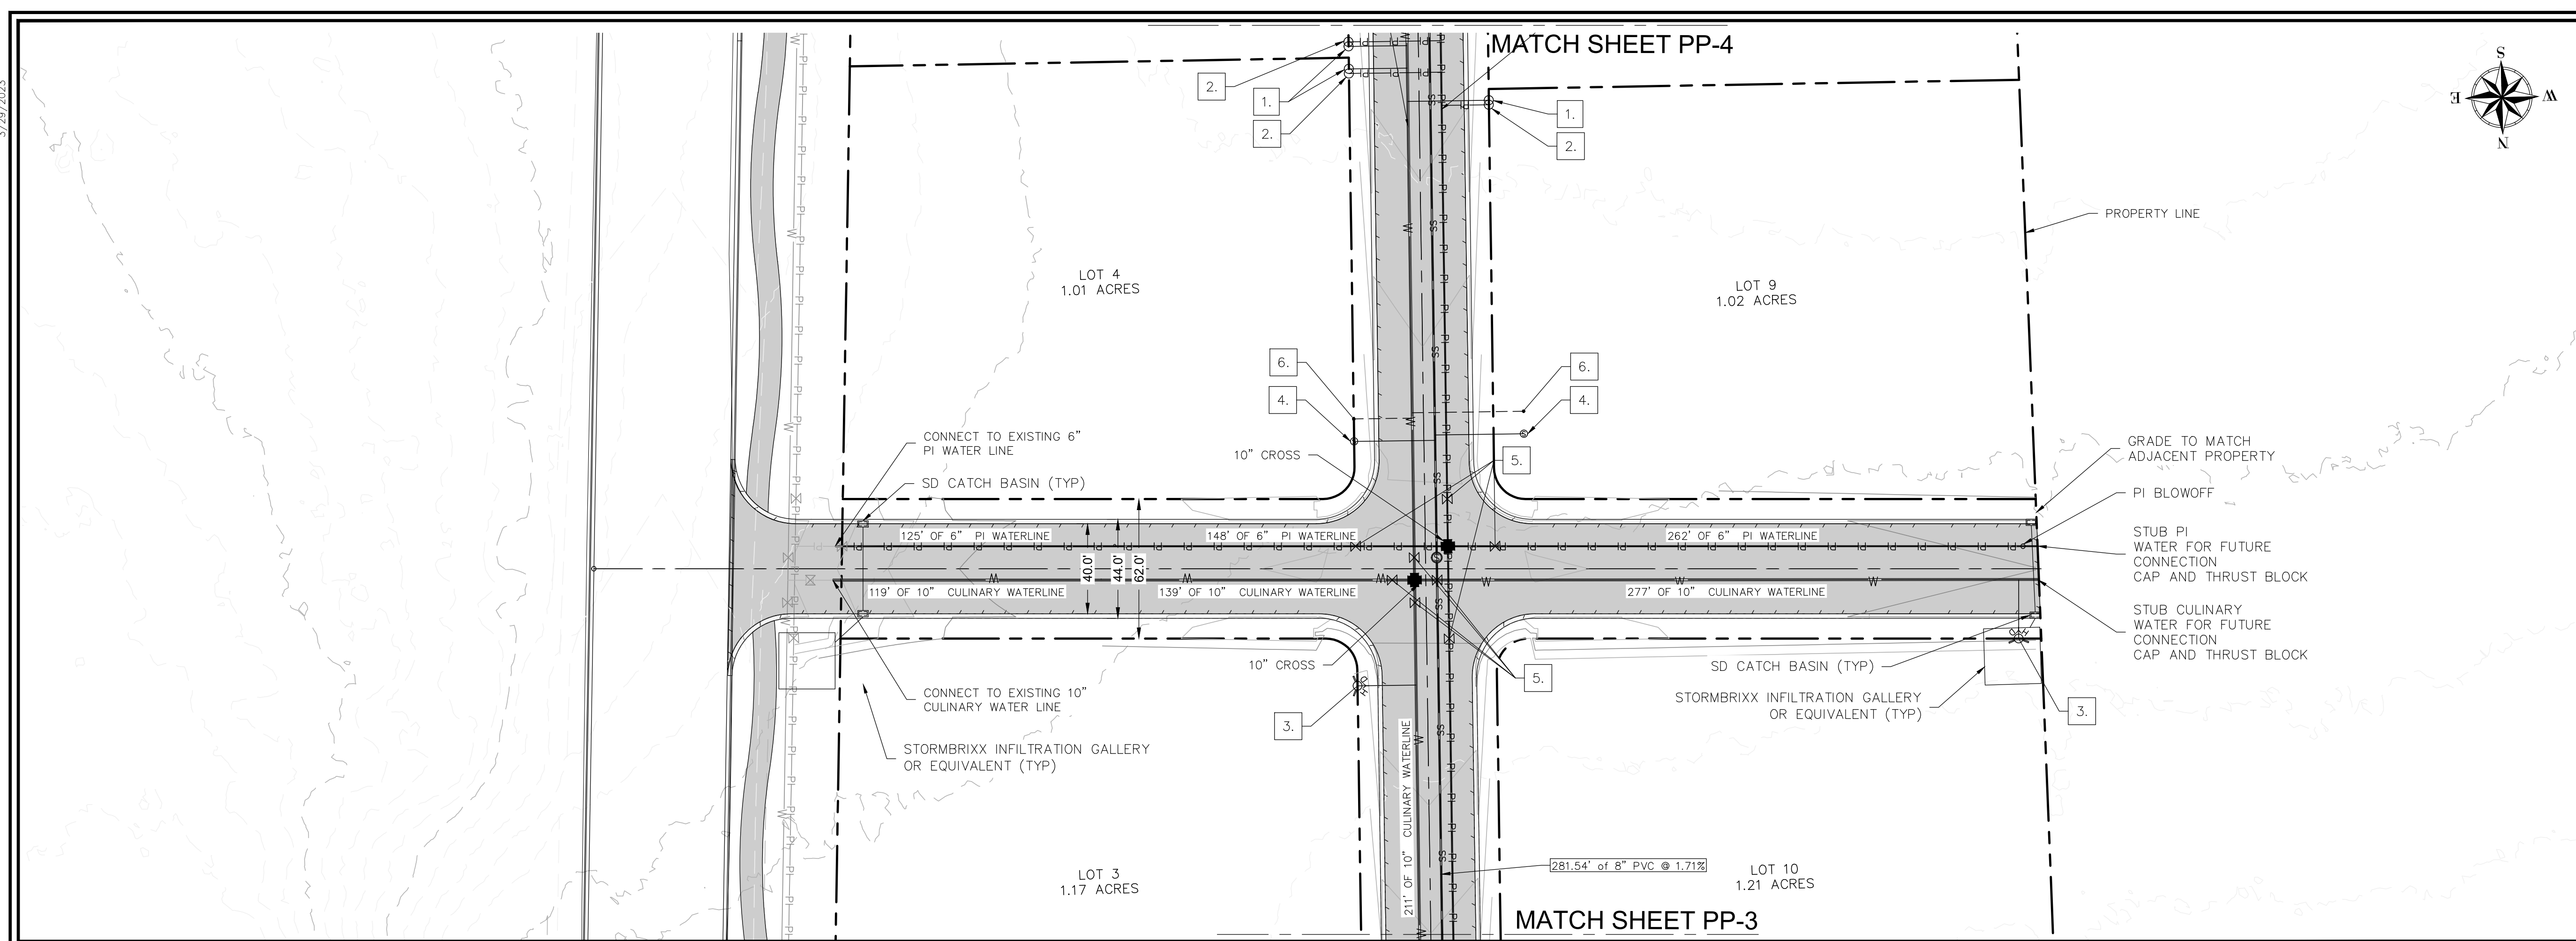 3/29/2023
MATCH SHEET PP-4
S
E
W
N
2.
1.
2.
1.
2.
PROPERTY LINE
LOT 4
1.01 ACRES
LOT 9
1.02 ACRES
6.
4.
6.
4.
5.
10" CROSS
CONNECT TO EXISTING 6"
PI WATER LINE
SD CATCH BASIN (TYP)
GRADE TO MATCH
ADJACENT PROPERTY
PI BLOWOFF
STUB PI
WATER FOR FUTURE
CONNECTION
CAP AND THRUST BLOCK
STUB CULINARY
WATER FOR FUTURE
CONNECTION
CAP AND THRUST BLOCK
125' OF 6" PI WATERLINE
148' OF 6" PI WATERLINE
262' OF 6" PI WATERLINE
40.0'
44.0'
62.0'
119' OF 10" CULINARY WATERLINE
139' OF 10" CULINARY WATERLINE
277' OF 10" CULINARY WATERLINE
10" CROSS
5.
SD CATCH BASIN (TYP)
STORMBRIXX INFILTRATION GALLERY
OR EQUIVALENT (TYP)
3.
3.
CONNECT TO EXISTING 10"
CULINARY WATER LINE
STORMBRIXX INFILTRATION GALLERY
OR EQUIVALENT (TYP)
211' OF 10" CULINARY WATERLINE
281.54' of 8" PVC @ 1.71%
LOT 3
1.17 ACRES
LOT 10
1.21 ACRES
MATCH SHEET PP-3